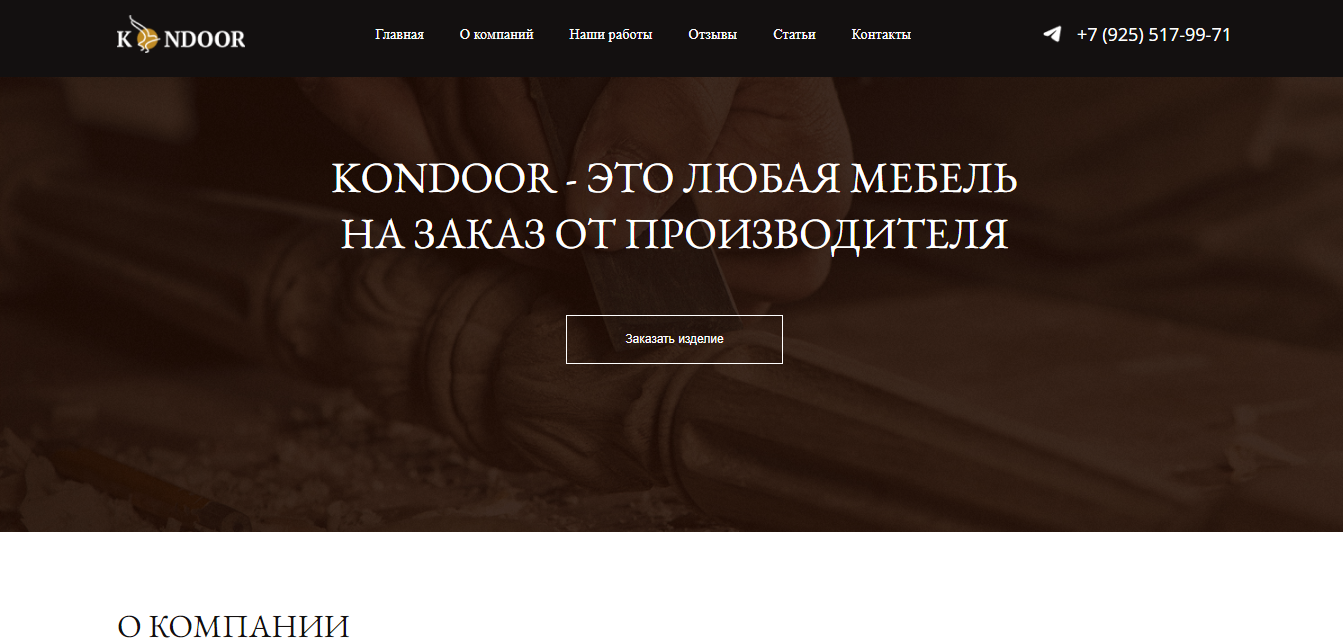 K NDOOR
Главная О компаний Наши работы Отзывы Статьи Контакты
+7 (925) 517-99-71
KONDOOR - ЭТО ЛЮБАЯ МЕБЕЛЬ
НА ЗАКАЗ ОТ ПРОИЗВОДИТЕЛЯ
Заказать изделие
О КОМПАНИИ